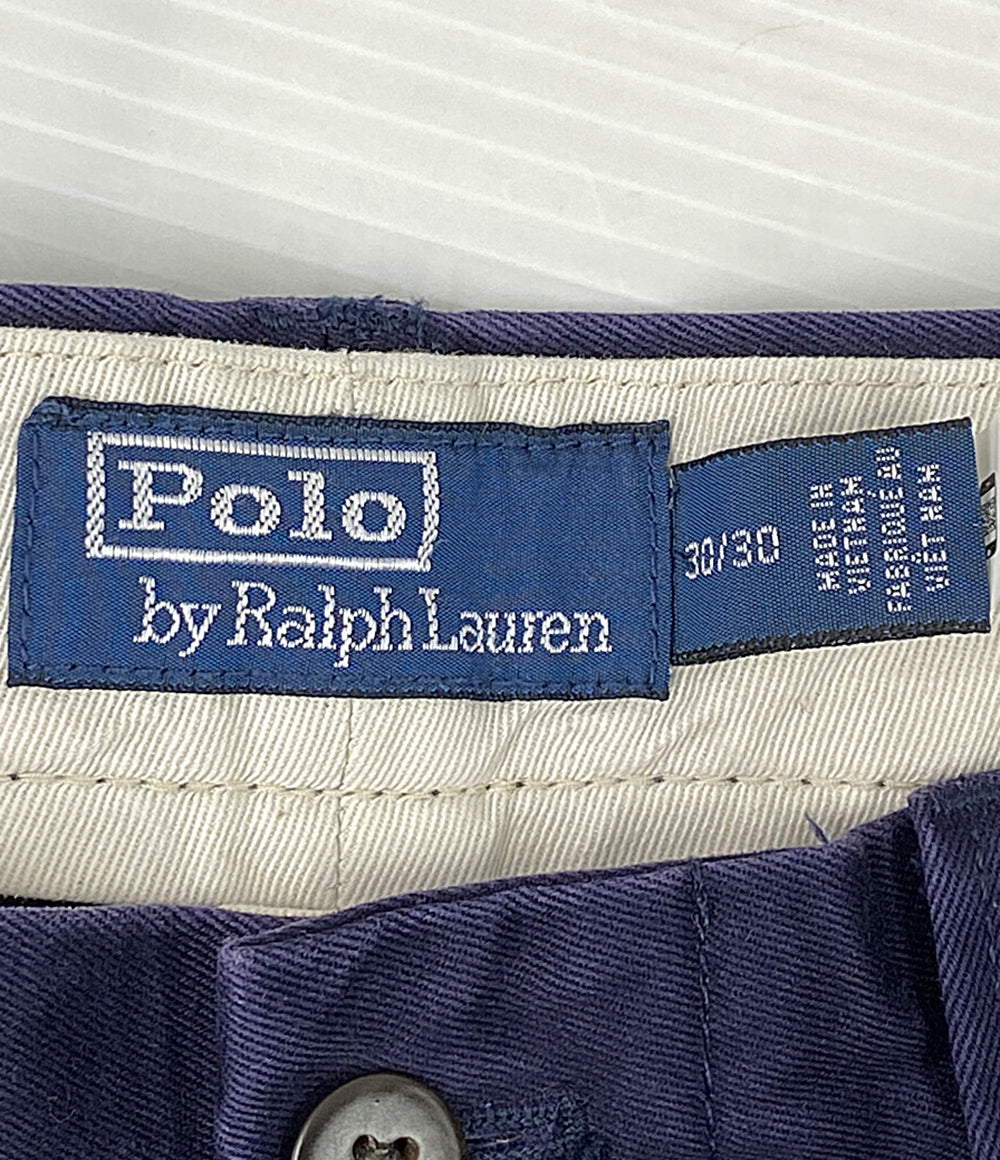 Polo
by Ralph Lauren
30/30
MADE IN
VIETNAM
FABRIQUÉ AU
VIET NAM